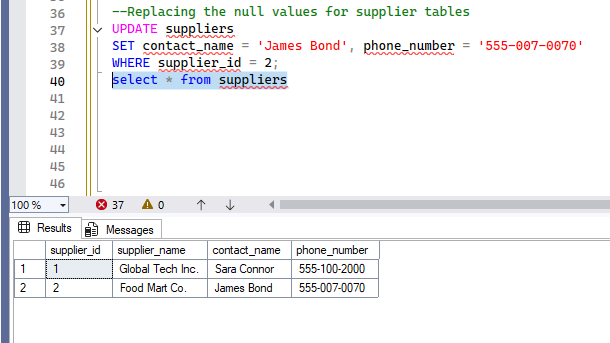 36 --Replacing the null values for supplier tables
37 UPDATE suppliers
38 SET contact_name = 'James Bond', phone_number = '555-007-0070'
39 WHERE supplier_id = 2;
40 select * from suppliers
41
42
43
44
45
46
100 % 37 0
Results Messages
supplier_id supplier_name contact_name phone_number
1 1 Global Tech Inc. Sara Connor 555-100-2000
2 2 Food Mart Co. James Bond 555-007-0070